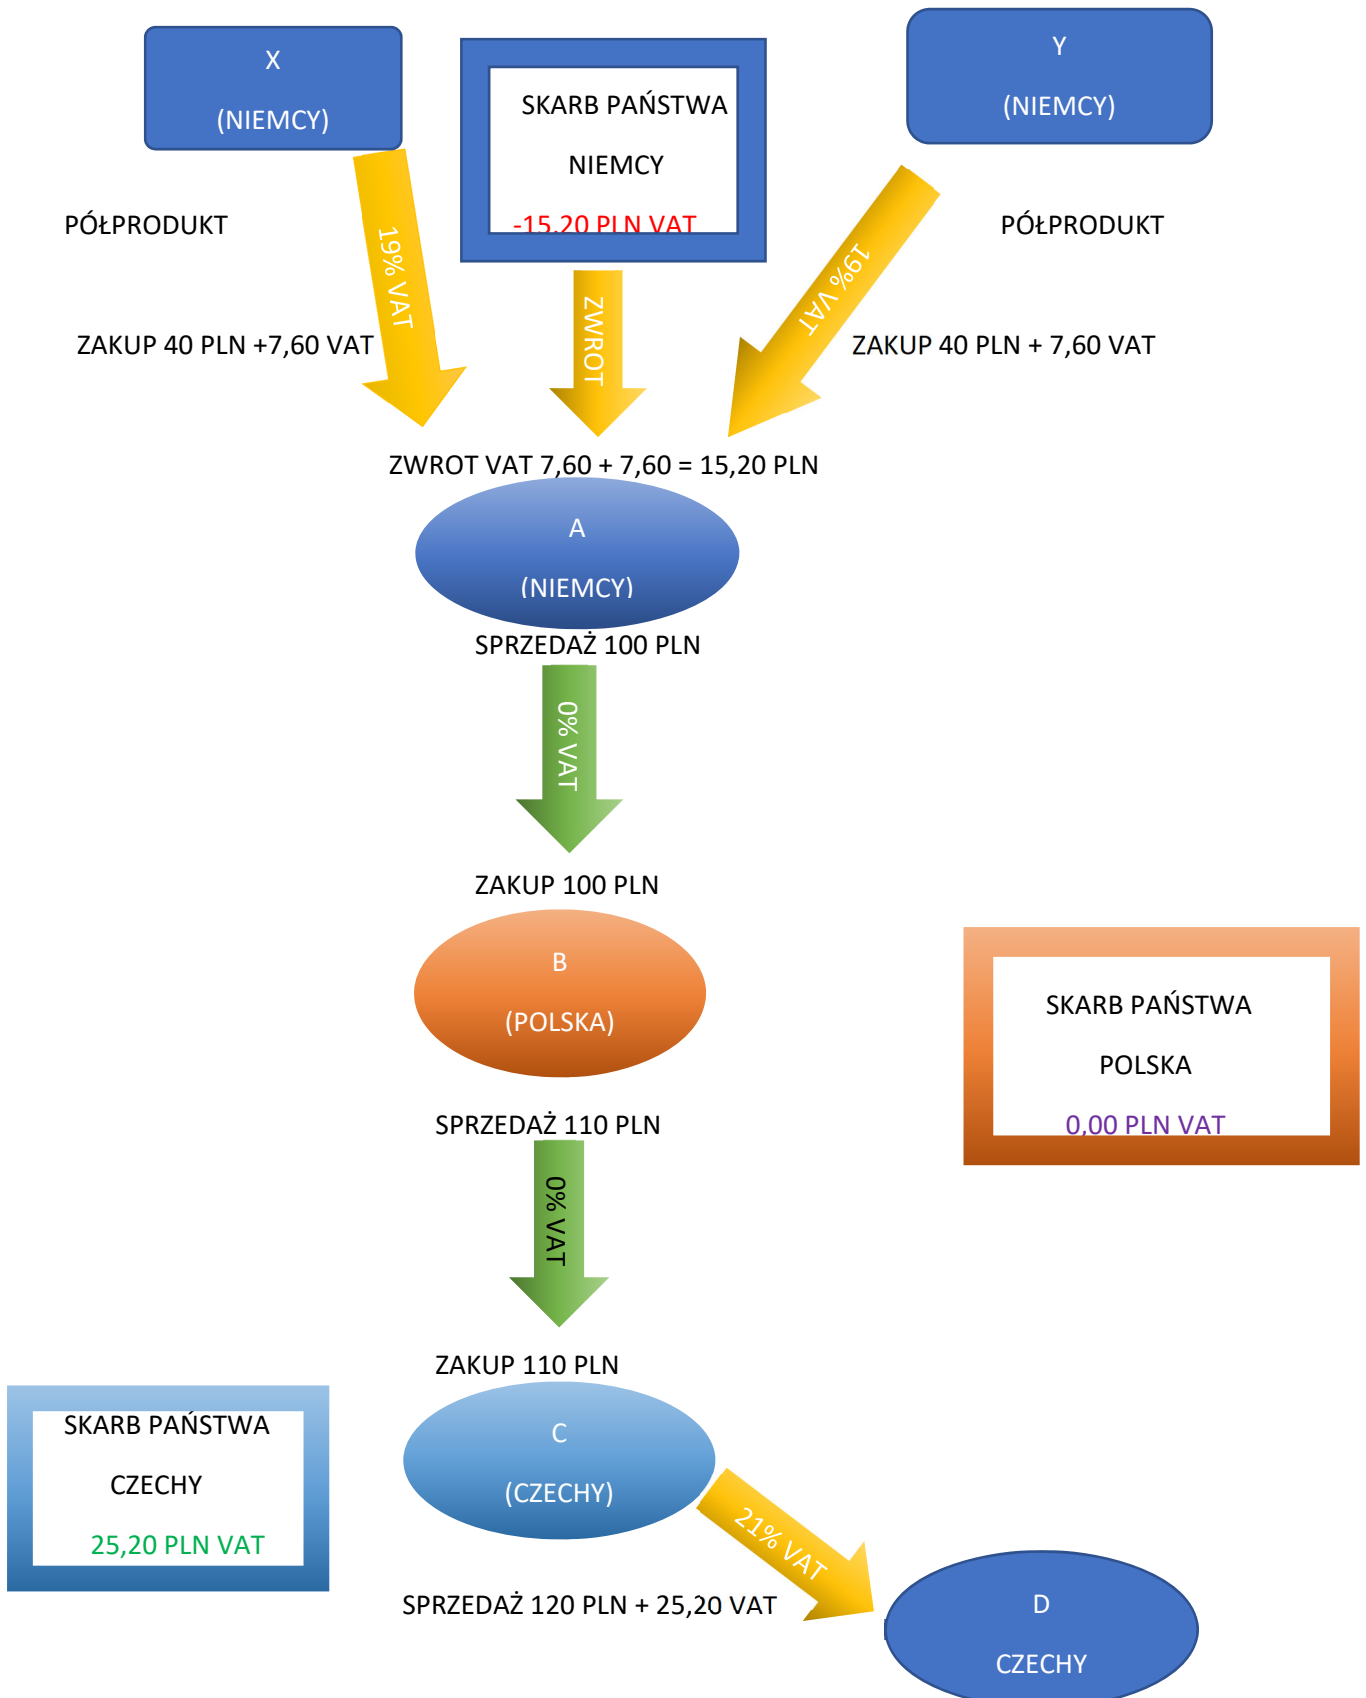 X
(NIEMCY)
SKARB PAŃSTWA
NIEMCY
-15,20 PLN VAT
Y
(NIEMCY)
PÓŁPRODUKT
19% VAT
ZAKUP 40 PLN +7,60 VAT
ZWROT
PÓŁPRODUKT
19% VAT
ZAKUP 40 PLN + 7,60 VAT
ZWROT VAT 7,60 + 7,60 = 15,20 PLN
A
(NIEMCY)
SPRZEDAŻ 100 PLN
0% VAT
ZAKUP 100 PLN
B
(POLSKA)
SKARB PAŃSTWA
POLSKA
0,00 PLN VAT
SPRZEDAŻ 110 PLN
0% VAT
ZAKUP 110 PLN
SKARB PAŃSTWA
CZECHY
25,20 PLN VAT
C
(CZECHY)
21% VAT
SPRZEDAŻ 120 PLN + 25,20 VAT
D
CZECHY